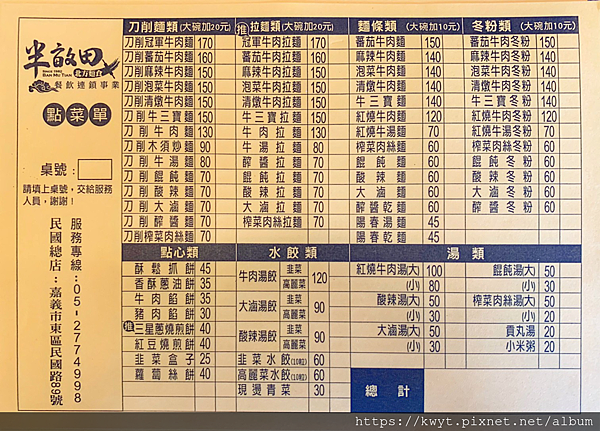 半畝田
SINCE 1982
BAN MU TIAN
北方麵食
餐飲連鎖事業
點菜單
桌號:
請填上桌號，交給服務
人員，謝謝！
服務專線:05-2774998
民國總店:嘉義市東區民國路89號
刀削麵類(大碗加20元)
刀削冠軍牛肉麵 170
刀削蕃茄牛肉麵 160
刀削麻辣牛肉麵 150
刀削泡菜牛肉麵 150
刀削清燉牛肉麵 150
刀削牛三寶麵 150
刀削牛肉麵 130
刀削木須炒麵 90
刀削牛湯麵 80
刀削餛飩麵 70
刀削酸辣麵 70
刀削大滷麵 70
刀削醡醬麵 70
刀削榨菜肉絲麵 70
推 拉麵類(大碗加20元)
冠軍牛肉拉麵 170
蕃茄牛肉拉麵 160
麻辣牛肉拉麵 150
泡菜牛肉拉麵 150
清燉牛肉拉麵 150
牛三寶拉麵 150
牛肉拉麵 130
牛湯拉麵 80
醡醬拉麵 70
餛飩拉麵 70
酸辣拉麵 70
大滷拉麵 70
榨菜肉絲拉麵 70
麵條類(大碗加10元)
蕃茄牛肉麵 150
麻辣牛肉麵 140
泡菜牛肉麵 140
清燉牛肉麵 140
牛三寶麵 140
紅燒牛肉麵 120
紅燒牛湯麵 70
榨菜肉絲麵 60
餛飩麵 60
酸辣麵 60
大滷麵 60
醡醬乾麵 60
陽春湯麵 45
陽春乾麵 45
冬粉類(大碗加10元)
蕃茄牛肉冬粉 150
麻辣牛肉冬粉 140
泡菜牛肉冬粉 140
清燉牛肉冬粉 140
牛三寶冬粉 140
紅燒牛肉冬粉 120
紅燒牛湯冬粉 70
榨菜肉絲冬粉 60
餛飩冬粉 60
酸辣冬粉 60
大滷冬粉 60
醡醬冬粉 60
點心類
酥鬆抓餅 35
香酥蔥油餅 35
牛肉餡餅 35
豬肉餡餅 30
推 三星蔥燒煎餅 40
紅豆燒煎餅 40
韭菜盒子 25
蘿蔔絲餅 40
水餃類
牛肉湯餃 韭菜 高麗菜 120
大滷湯餃 韭菜 高麗菜 90
酸辣湯餃 韭菜 高麗菜 90
韭菜水餃(10粒) 60
高麗菜水餃(10粒) 60
現燙青菜 30
湯類
紅燒牛肉湯(大) 100
(小) 80
酸辣湯(大) 50
(小) 30
大滷湯(大) 50
(小) 30
餛飩湯(大) 50
(小) 30
榨菜肉絲湯(大) 50
(小) 20
貢丸湯 20
小米粥 20
總計
https://kwyt.pixnet.net/album